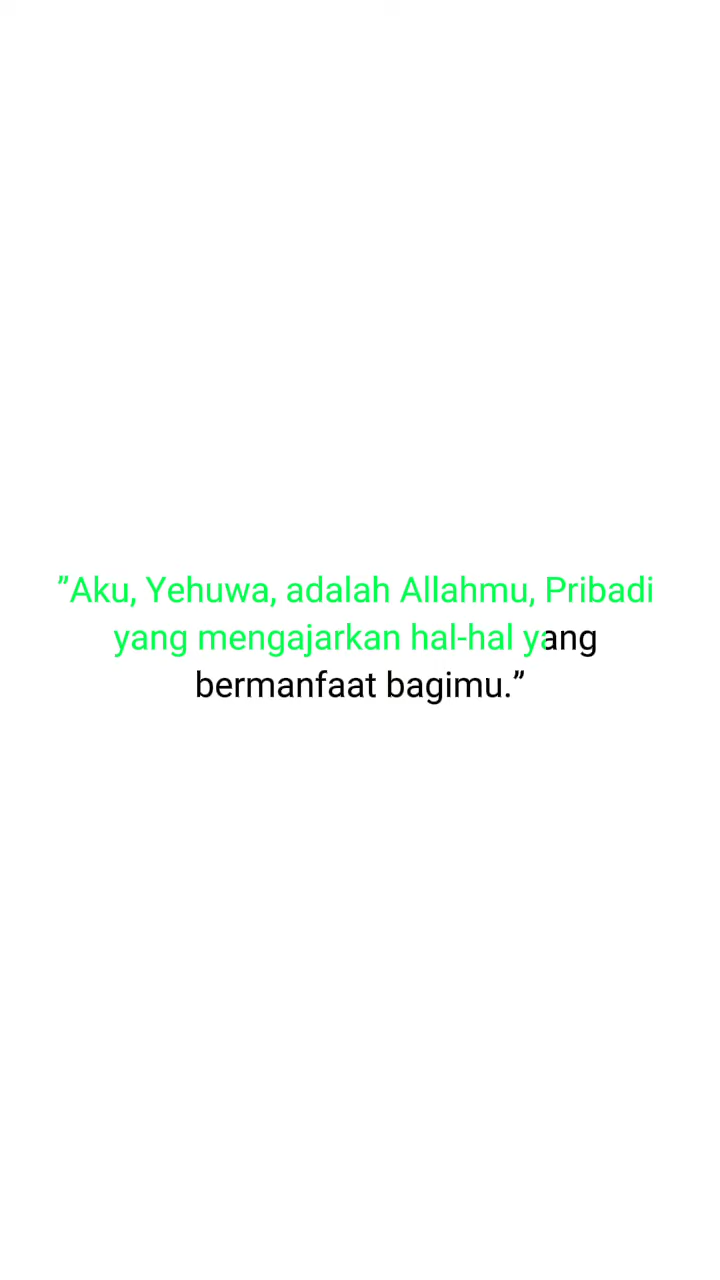 ”Aku, Yehuwa, adalah Allahmu, Pribadi
yang mengajarkan hal-hal yang
bermanfaat bagimu.”